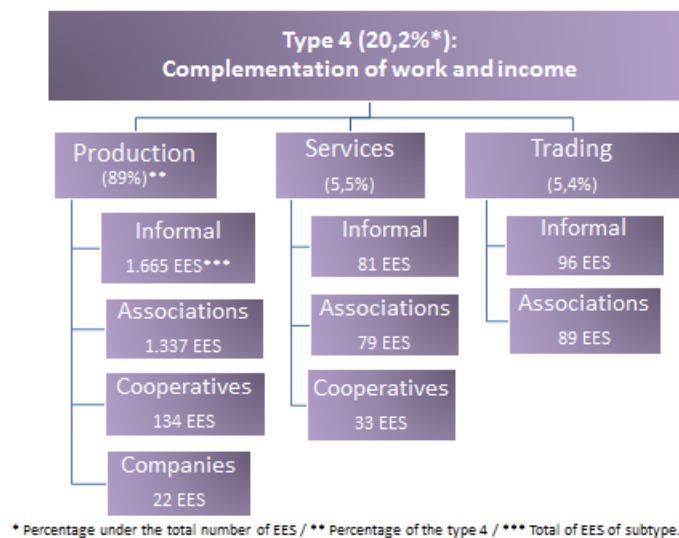 Type 4 (20,2%*):
Complementation of work and income
Production
(89%)**
Informal
1.665 EES***
Associations
1.337 EES
Cooperatives
134 EES
Companies
22 EES
Services
(5,5%)
Informal
81 EES
Associations
79 EES
Cooperatives
33 EES
Trading
(5,4%)
Informal
96 EES
Associations
89 EES
* Percentage under the total number of EES / ** Percentage of the type 4 / *** Total of EES of subtype.